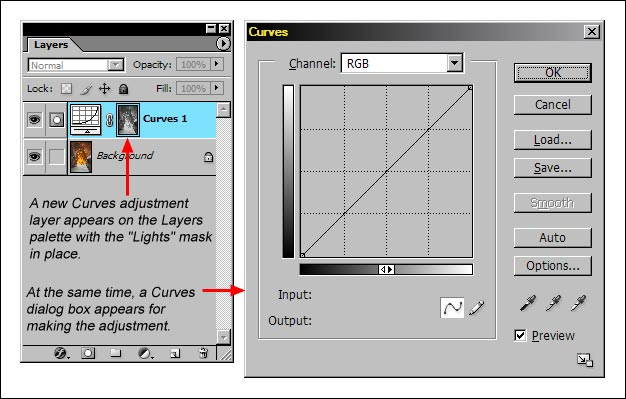 Layers
Normal Opacity: 100%
Lock: Fill: 100%
Curves 1
Background
A new Curves adjustment
layer appears on the Layers
palette with the "Lights" mask
in place.
At the same time, a Curves
dialog box appears for
making the adjustment.
Curves
Channel: RGB
OK
Cancel
Load...
Save...
Smooth
Auto
Options...
Input:
Output:
Preview